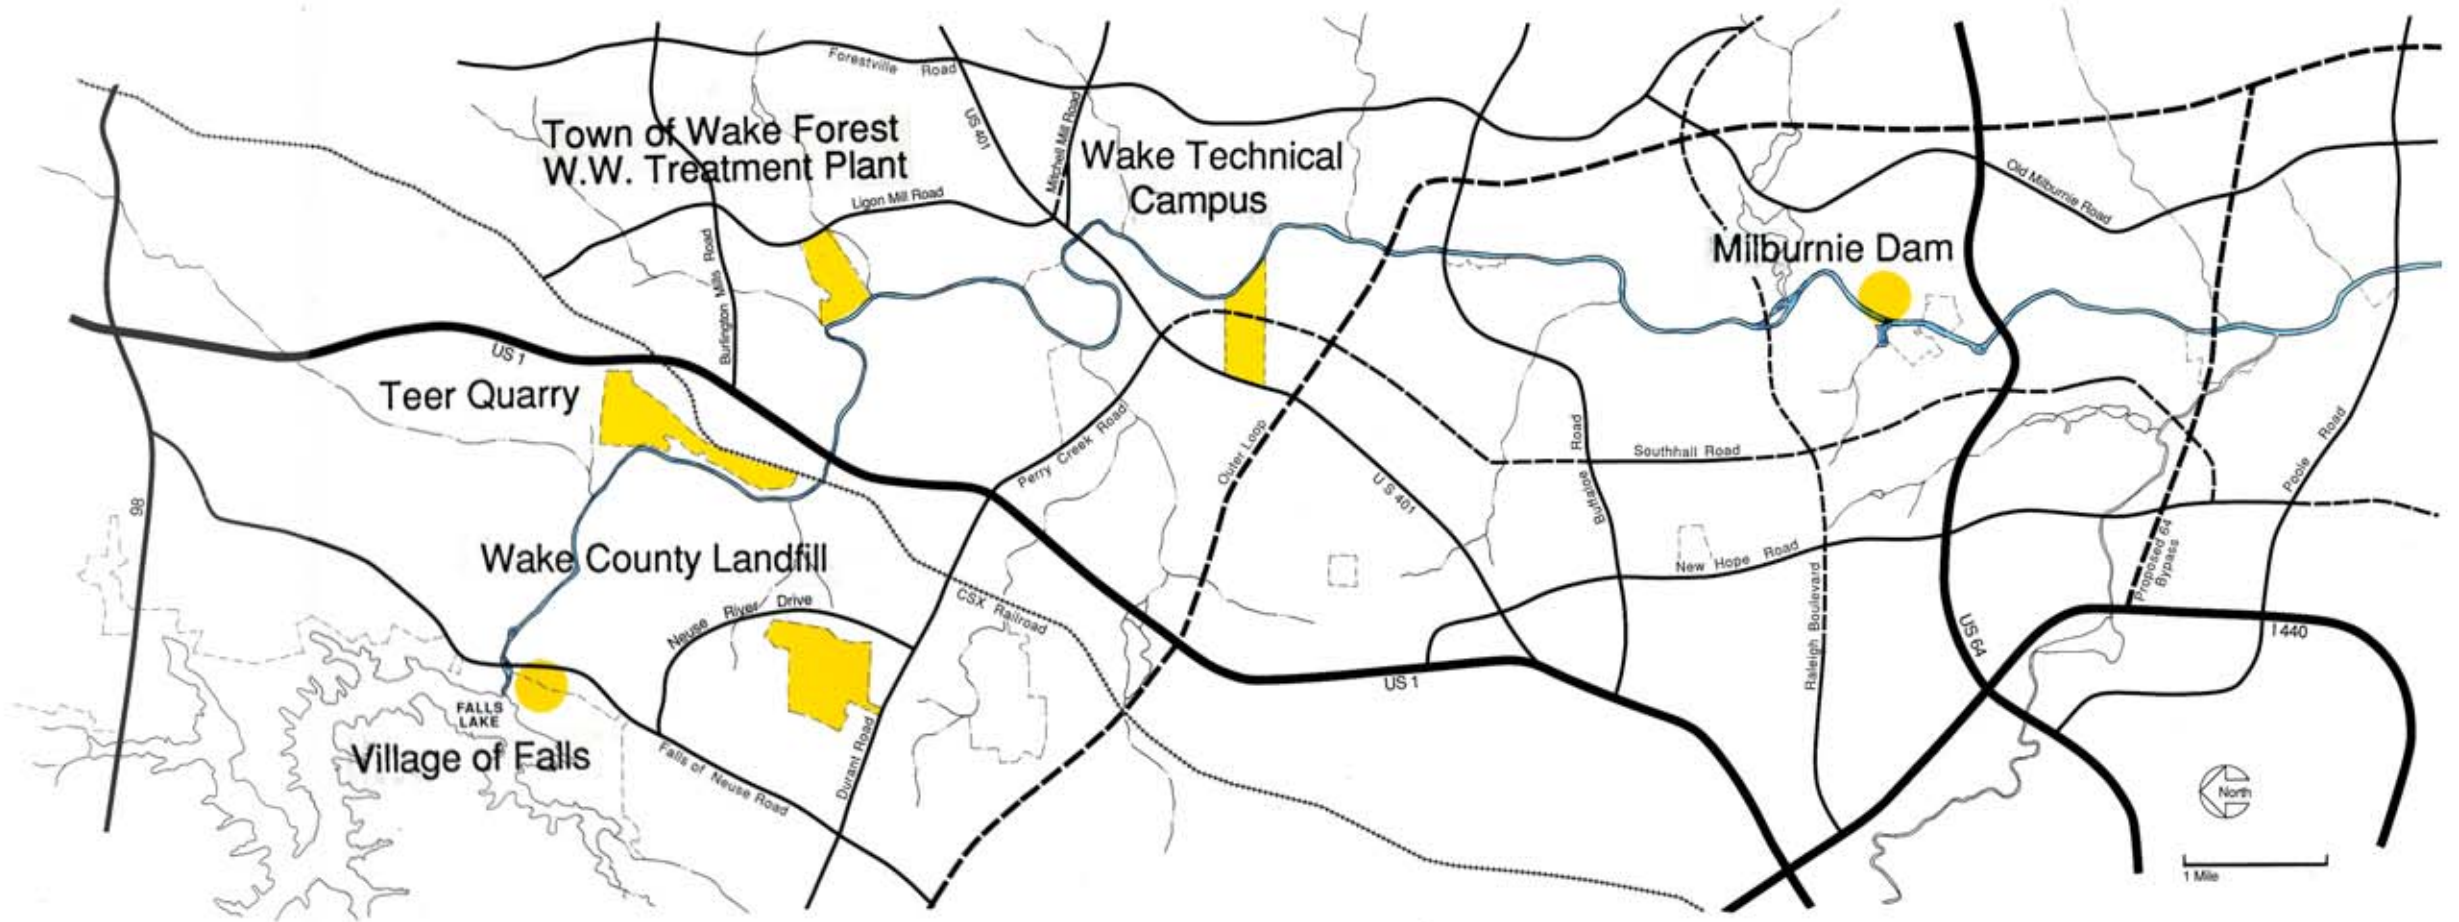 Forestville Road
US 401
Mitchell Mill Road
Town of Wake Forest
W.W. Treatment Plant
Wake Technical
Campus
Ligon Mill Road
Old Milburnie Road
Burlington Mills Road
Milburnie Dam
US 1
Teer Quarry
Perry Creek Road
Outer Loop
US 401
Buffaloe Road
Southhall Road
Poole Road
98
Wake County Landfill
New Hope Road
Proposed 64
Bypass
Neuse River Drive
CSX Railroad
Raleigh Boulevard
US 64
I 440
US 1
FALLS
LAKE
Village of Falls
Falls of Neuse Road
Durant Road
North
1 Mile